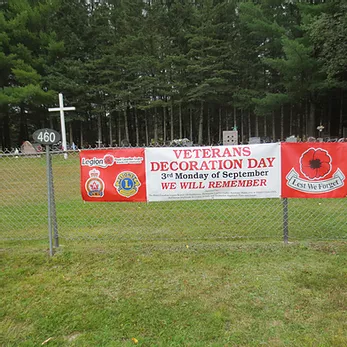 460
Legion
VETERANS
DECORATION DAY
3rd Monday of September
WE WILL REMEMBER
Lest We Forget